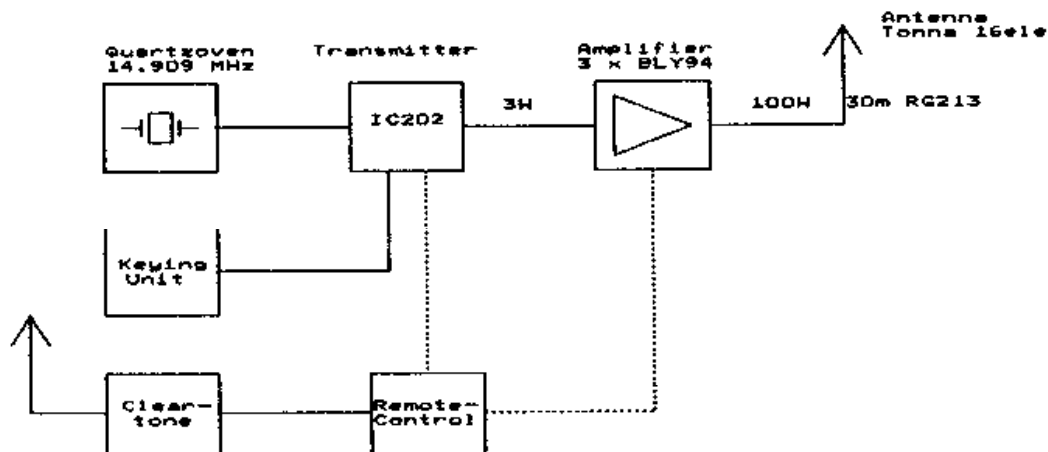 Antenna
Tonna 16ele
Quartzoven
14.909 MHz
Transmitter
Amplifier
3 x BLY94
IC202
3W
100W
30m RG213
Keying
Unit
Clear-
tone
Remote-
Control